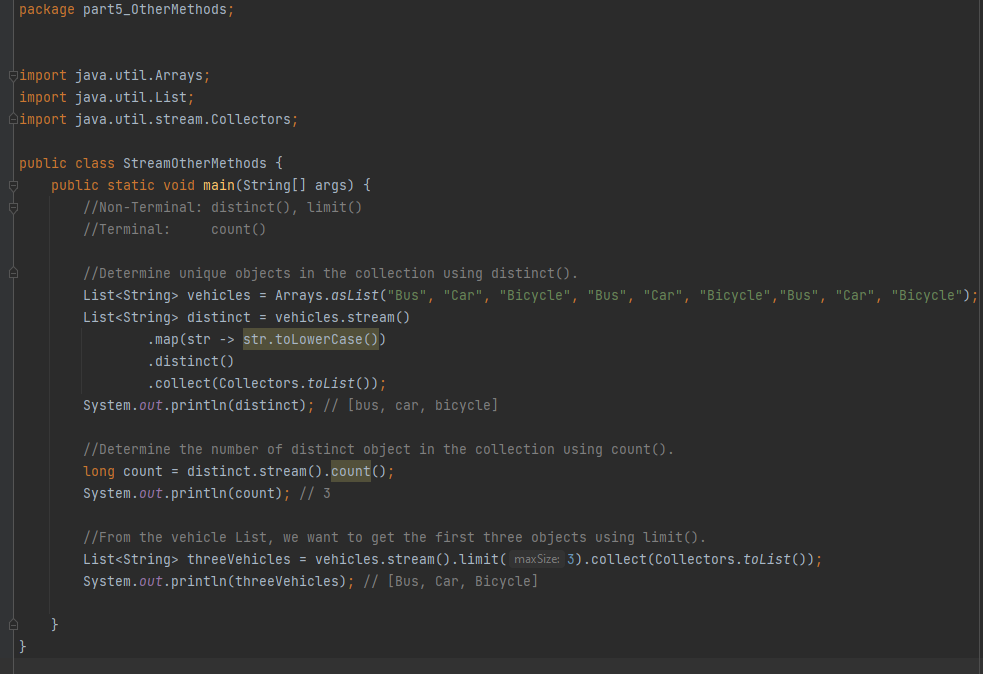 package part5_OtherMethods;
import java.util.Arrays;
import java.util.List;
import java.util.stream.Collectors;
public class StreamOtherMethods {
    public static void main(String[] args) {
        //Non-Terminal: distinct(), limit()
        //Terminal:     count()
        //Determine unique objects in the collection using distinct().
        List<String> vehicles = Arrays.asList("Bus", "Car", "Bicycle", "Bus", "Car", "Bicycle","Bus", "Car", "Bicycle");
        List<String> distinct = vehicles.stream()
                .map(str -> str.toLowerCase())
                .distinct()
                .collect(Collectors.toList());
        System.out.println(distinct); // [bus, car, bicycle]
        //Determine the number of distinct object in the collection using count().
        long count = distinct.stream().count();
        System.out.println(count); // 3
        //From the vehicle List, we want to get the first three objects using limit().
        List<String> threeVehicles = vehicles.stream().limit( maxSize: 3).collect(Collectors.toList());
        System.out.println(threeVehicles); // [Bus, Car, Bicycle]
    }
}